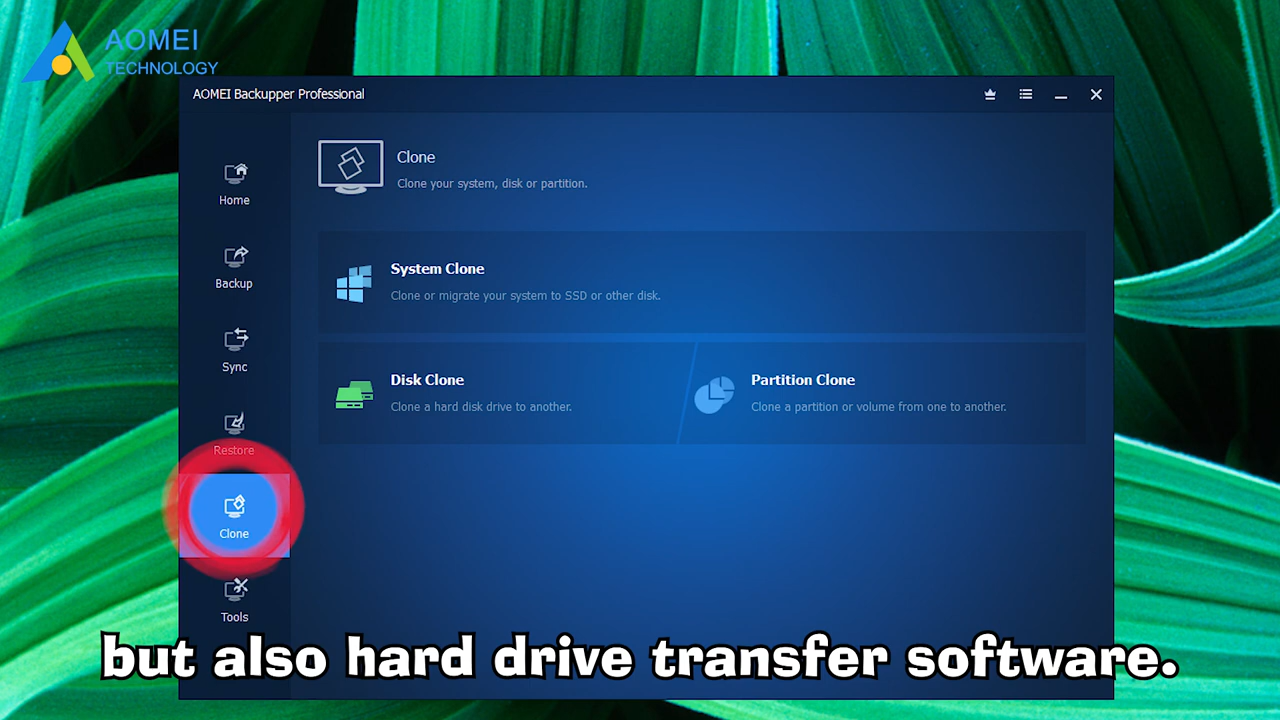 AOMEI
TECHNOLOGY
AOMEI Backupper Professional
Home
Backup
Sync
Restore
Clone
Tools
Clone
Clone your system, disk or partition.
System Clone
Clone or migrate your system to SSD or other disk.
Disk Clone
Clone a hard disk drive to another.
Partition Clone
Clone a partition or volume from one to another.
but also hard drive transfer software.